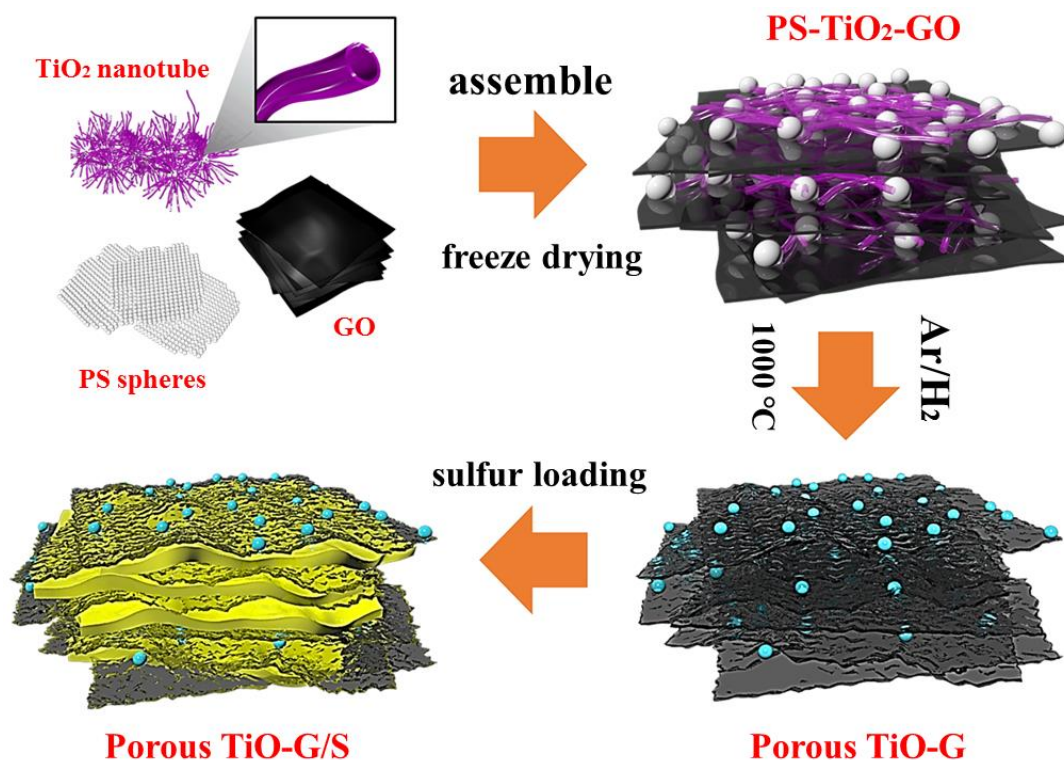 TiO₂ nanotube
PS spheres
GO
assemble
freeze drying
PS-TiO₂-GO
1000 °C
Ar/H₂
sulfur loading
Porous TiO-G/S
Porous TiO-G